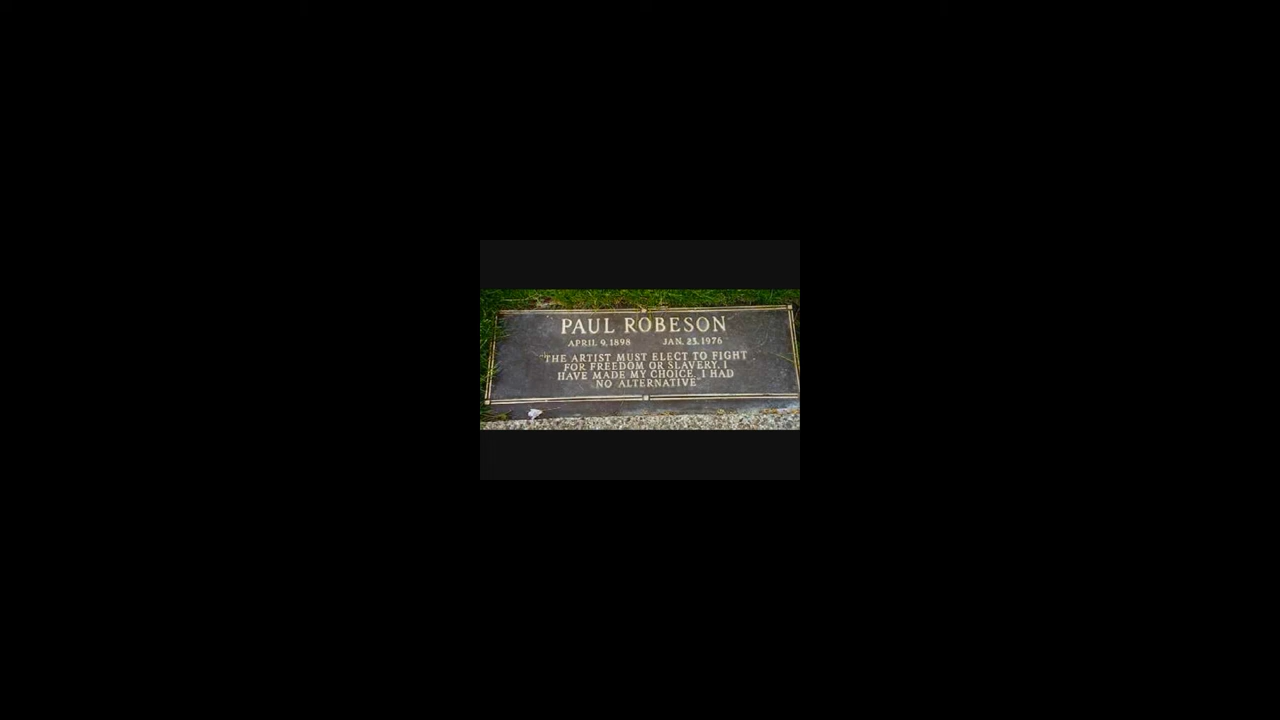 PAUL ROBESON
APRIL 9, 1898 JAN. 23, 1976
"THE ARTIST MUST ELECT TO FIGHT
FOR FREEDOM OR SLAVERY. I
HAVE MADE MY CHOICE. I HAD
NO ALTERNATIVE"